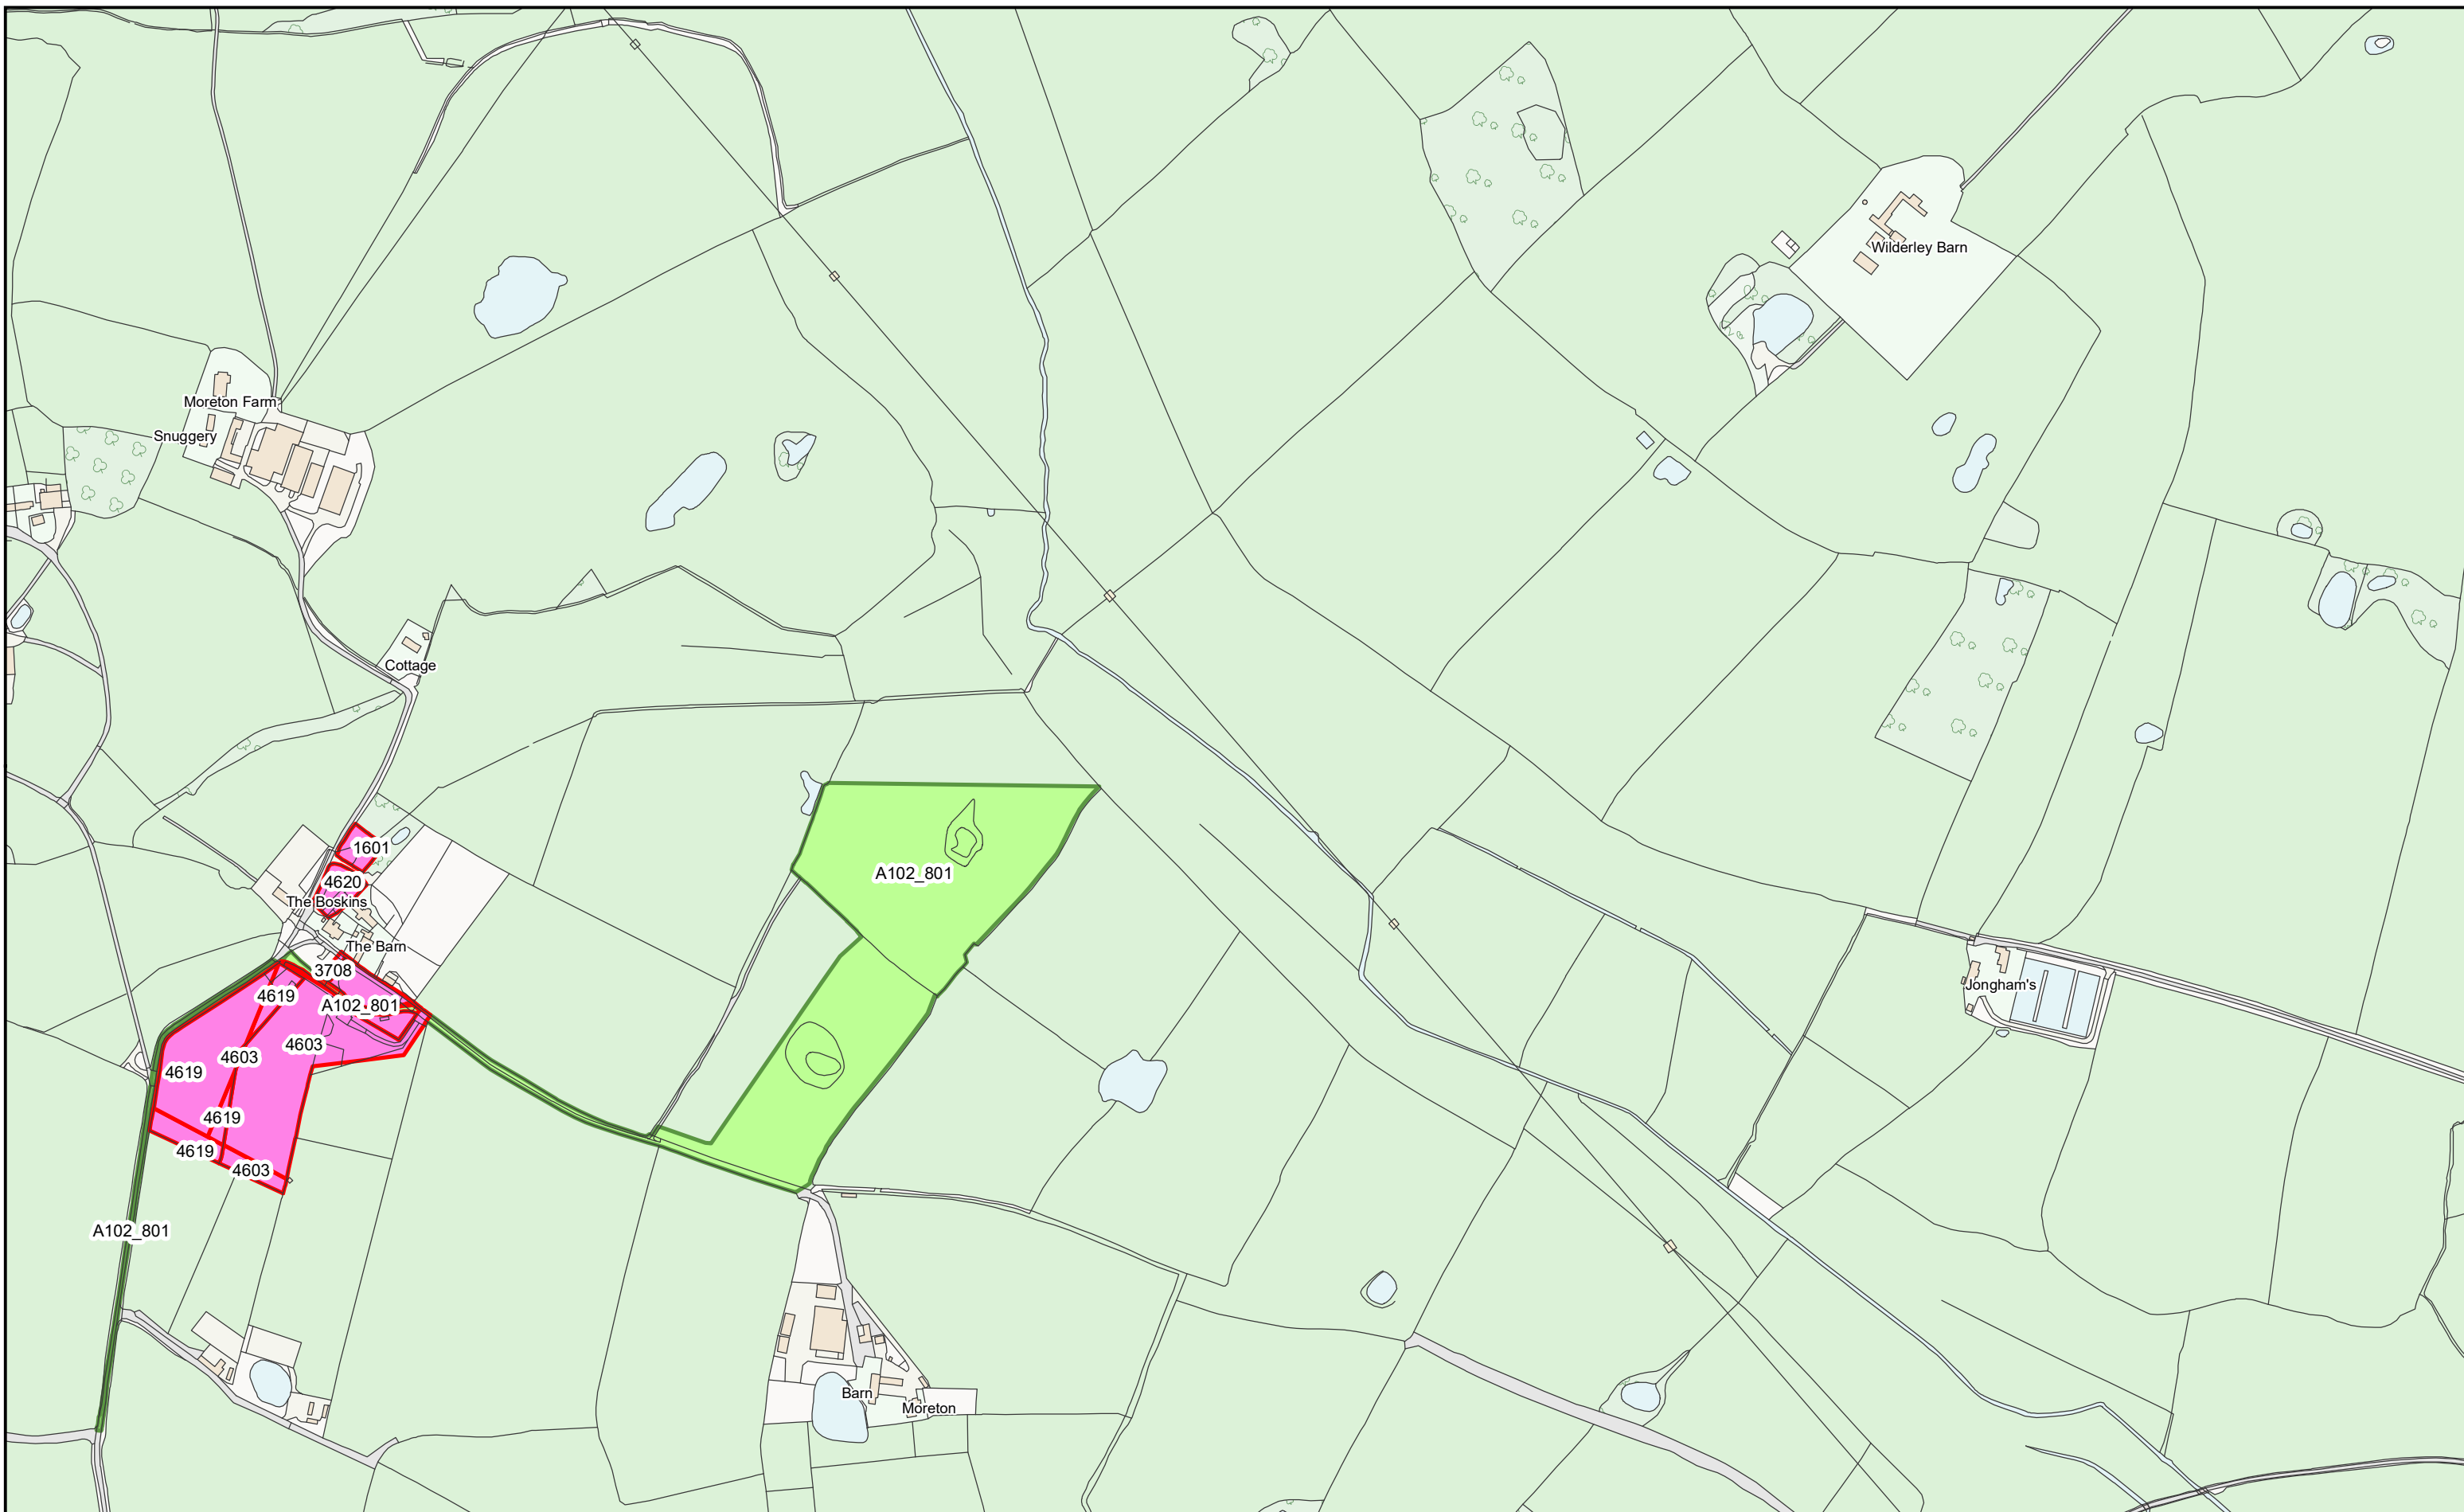 Wilderley Barn
Moreton Farm
Snuggery
Cottage
1601
A102_801
4620
The Boskins
The Barn
3708
4619
A102_801
Jongham's
4603
4603
4619
4619
4619
4603
A102_801
Barn
Moreton